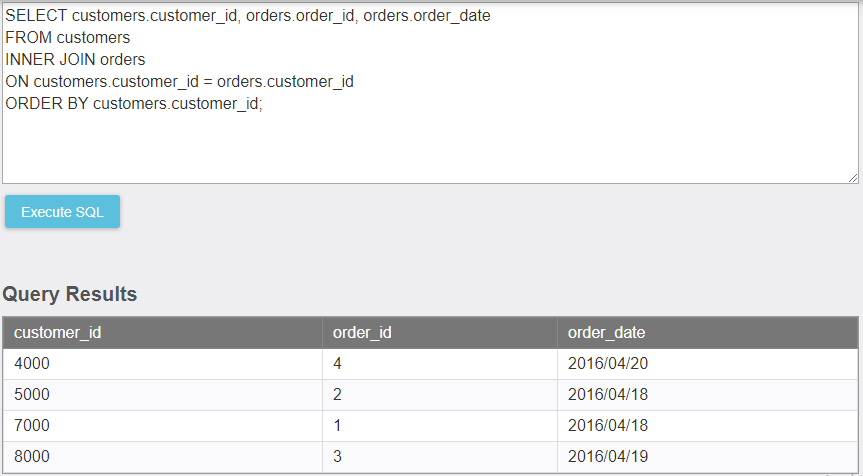 SELECT customers.customer_id, orders.order_id, orders.order_date
FROM customers
INNER JOIN orders
ON customers.customer_id = orders.customer_id
ORDER BY customers.customer_id;
Execute SQL
Query Results
customer_id order_id order_date
4000 4 2016/04/20
5000 2 2016/04/18
7000 1 2016/04/18
8000 3 2016/04/19